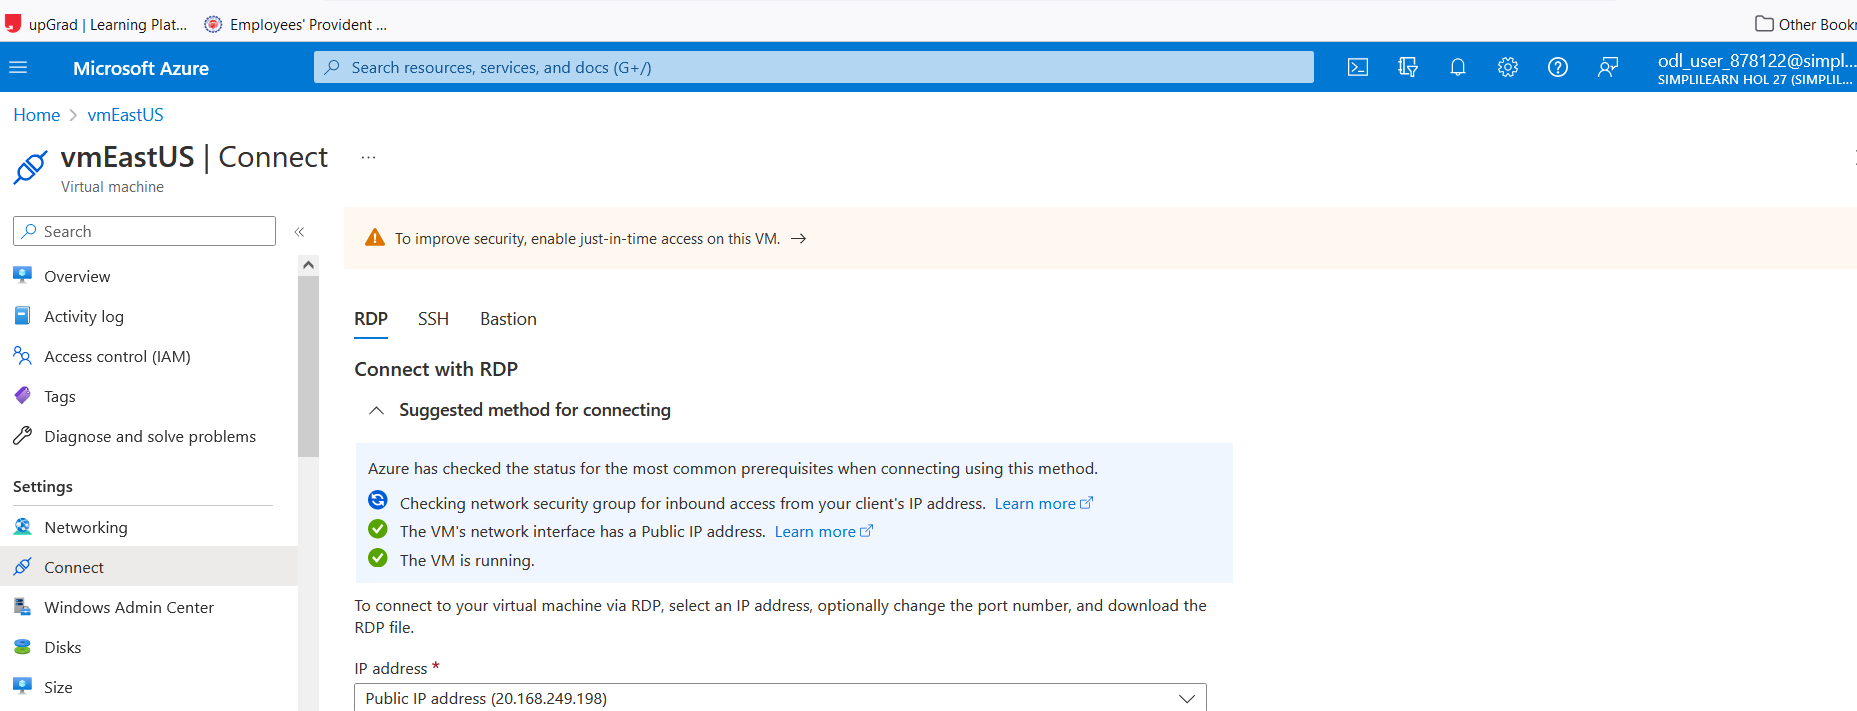 upGrad | Learning Plat...
Employees' Provident ...
Other Bookr
Microsoft Azure
Search resources, services, and docs (G+/)
odl_user_878122@simpl...
SIMPLILEARN HOL 27 (SIMPLIL...
Home > vmEastUS
vmEastUS | Connect ...
Virtual machine
Search
«
Overview
Activity log
Access control (IAM)
Tags
Diagnose and solve problems
Settings
Networking
Connect
Windows Admin Center
Disks
Size
To improve security, enable just-in-time access on this VM. →
RDP SSH Bastion
Connect with RDP
Suggested method for connecting
Azure has checked the status for the most common prerequisites when connecting using this method.
Checking network security group for inbound access from your client's IP address. Learn more
The VM's network interface has a Public IP address. Learn more
The VM is running.
To connect to your virtual machine via RDP, select an IP address, optionally change the port number, and download the
RDP file.
IP address *
Public IP address (20.168.249.198)